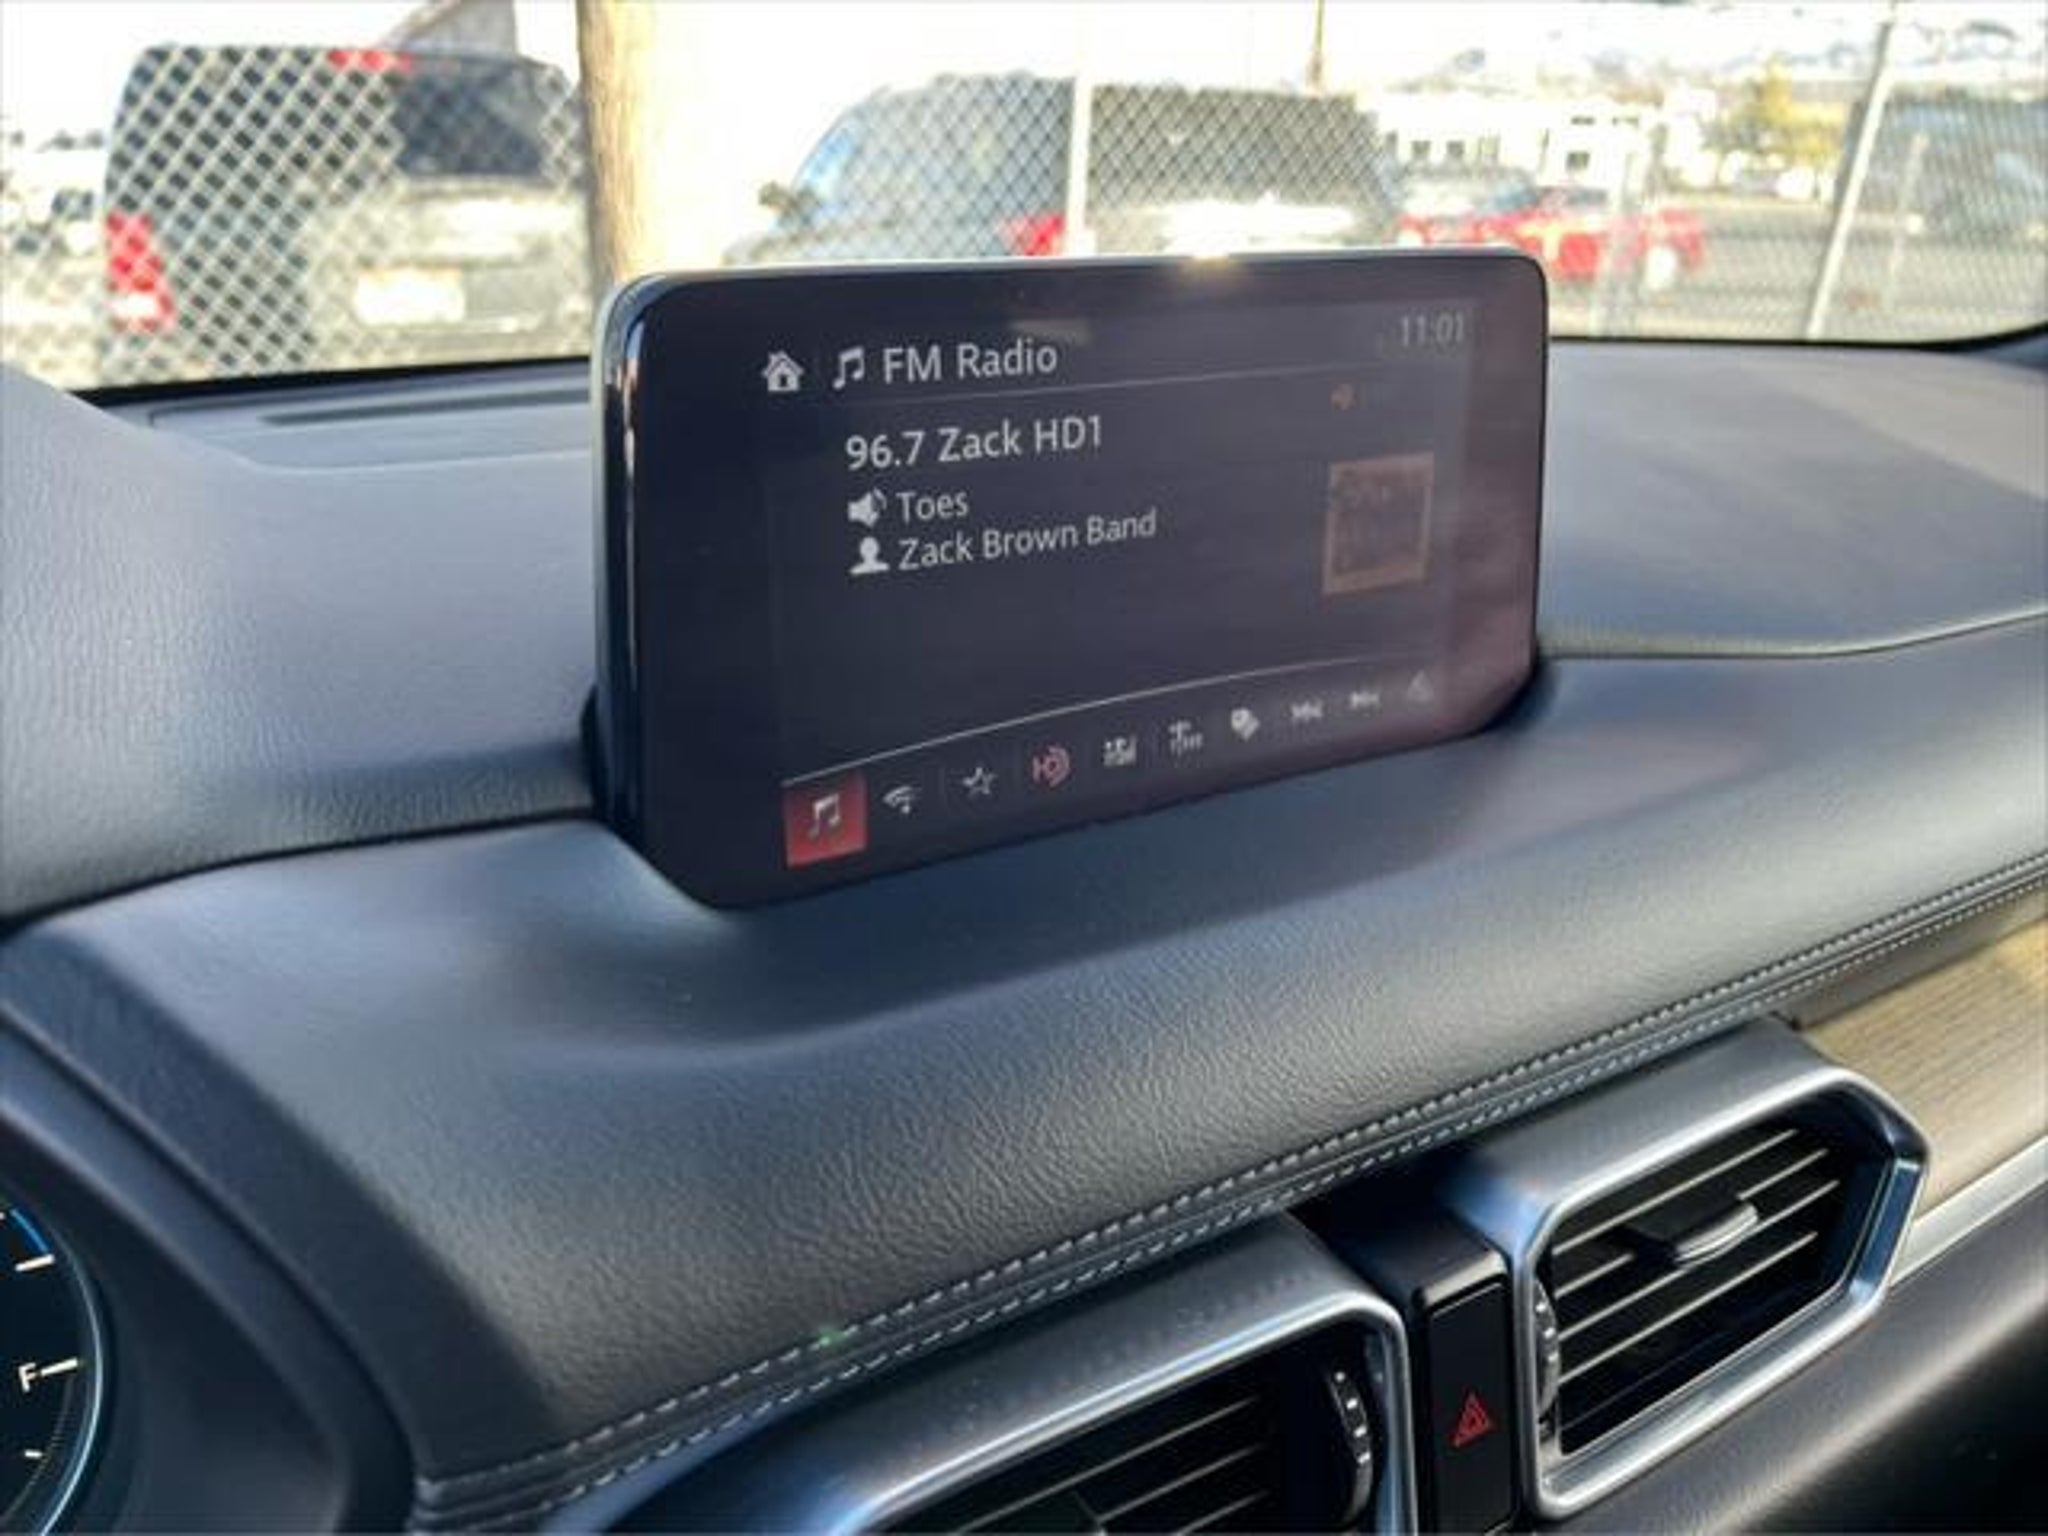 FM Radio
11:01
96.7 Zack HD1
Toes
Zack Brown Band
F